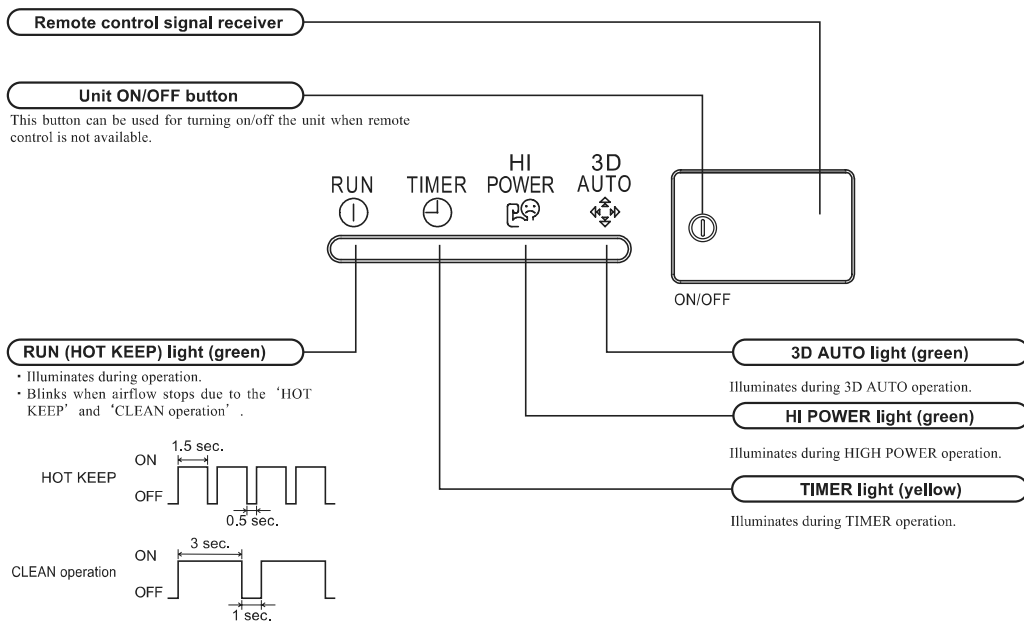 Remote control signal receiver
Unit ON/OFF button
This button can be used for turning on/off the unit when remote
control is not available.
RUN
TIMER
HI
POWER
3D
AUTO
ON/OFF
RUN (HOT KEEP) light (green)
・Illuminates during operation.
・Blinks when airflow stops due to the ‘HOT
KEEP’ and ‘CLEAN operation’ .
HOT KEEP
ON
OFF
1.5 sec.
0.5 sec.
CLEAN operation
ON
OFF
3 sec.
1 sec.
3D AUTO light (green)
Illuminates during 3D AUTO operation.
HI POWER light (green)
Illuminates during HIGH POWER operation.
TIMER light (yellow)
Illuminates during TIMER operation.